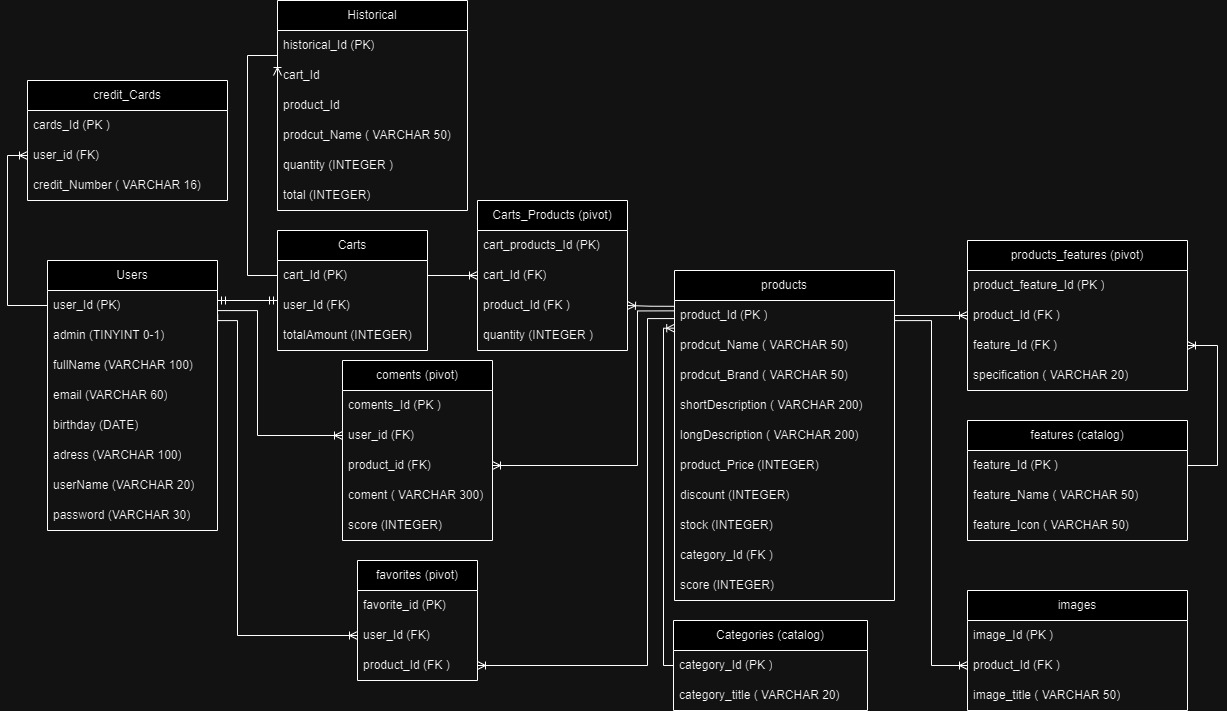 Historical
historical_Id (PK)
cart_Id
product_Id
prodcut_Name ( VARCHAR 50)
quantity (INTEGER )
total (INTEGER)
credit_Cards
cards_Id (PK )
user_id (FK)
credit_Number ( VARCHAR 16)
Users
user_Id (PK)
admin (TINYINT 0-1)
fullName (VARCHAR 100)
email (VARCHAR 60)
birthday (DATE)
adress (VARCHAR 100)
userName (VARCHAR 20)
password (VARCHAR 30)
Carts
cart_Id (PK)
user_Id (FK)
totalAmount (INTEGER)
Carts_Products (pivot)
cart_products_Id (PK)
cart_Id (FK)
product_Id (FK )
quantity (INTEGER )
coments (pivot)
coments_Id (PK )
user_id (FK)
product_id (FK)
coment ( VARCHAR 300)
score (INTEGER)
favorites (pivot)
favorite_id (PK)
user_Id (FK)
product_Id (FK )
products
product_Id (PK )
prodcut_Name ( VARCHAR 50)
prodcut_Brand ( VARCHAR 50)
shortDescription ( VARCHAR 200)
longDescription ( VARCHAR 200)
product_Price (INTEGER)
discount (INTEGER)
stock (INTEGER)
category_Id (FK )
score (INTEGER)
Categories (catalog)
category_Id (PK )
category_title ( VARCHAR 20)
products_features (pivot)
product_feature_Id (PK )
product_Id (FK )
feature_Id (FK )
specification ( VARCHAR 20)
features (catalog)
feature_Id (PK )
feature_Name ( VARCHAR 50)
feature_Icon ( VARCHAR 50)
images
image_Id (PK )
product_Id (FK )
image_title ( VARCHAR 50)